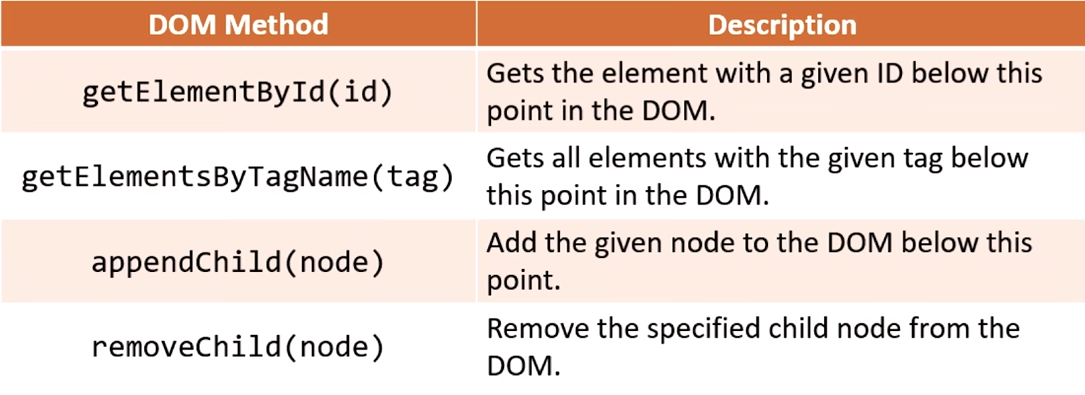 DOM Method
Description
getElementById(id)
Gets the element with a given ID below this
point in the DOM.
getElementsByTagName(tag)
Gets all elements with the given tag below
this point in the DOM.
appendChild(node)
Add the given node to the DOM below this
point.
removeChild(node)
Remove the specified child node from the
DOM.